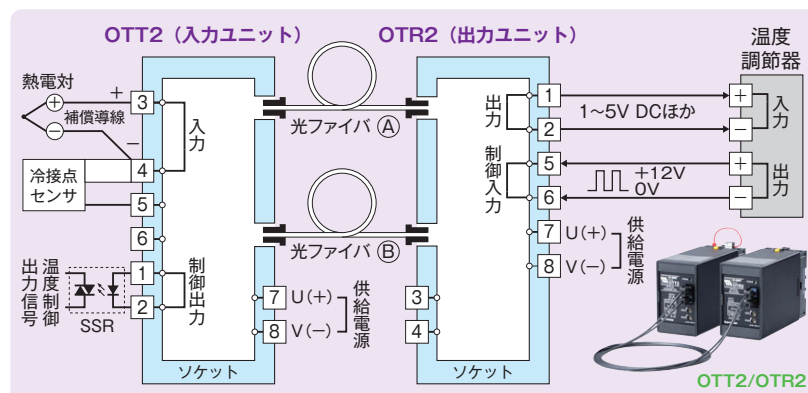 OTT2（入力ユニット）
OTR2（出力ユニット）
温度
調節器
熱電対
＋
－
補償導線
＋
－
冷接点
センサ
3
4
5
6
1
2
入力
制御出力
温度制御
出力信号
SSR
7 U(＋)
8 V(－)
供給電源
ソケット
光ファイバ Ⓐ
光ファイバ Ⓑ
出力
制御入力
1
2
5
6
7 U(＋)
8 V(－)
供給電源
3
4
ソケット
1〜5V DCほか
＋12V
0V
＋
－
入力
＋
－
出力
OTT2/OTR2